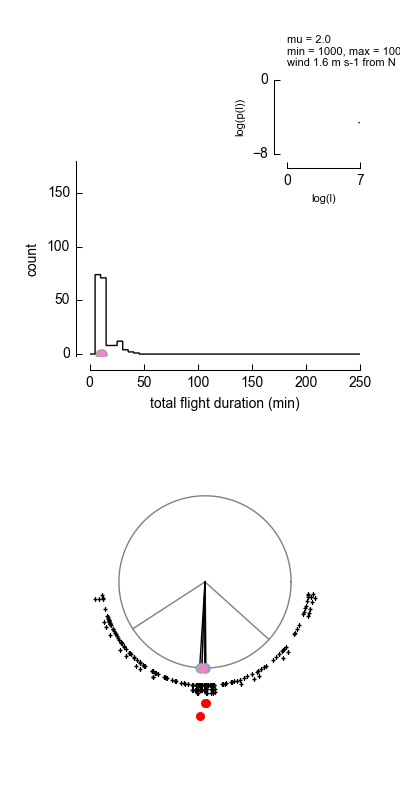 mu = 2.0
min = 1000, max = 100
wind 1.6 m s-1 from N
0
log(p(l))
−8
0
7
log(l)
150
100
count
50
0
0
50
100
150
200
250
total flight duration (min)